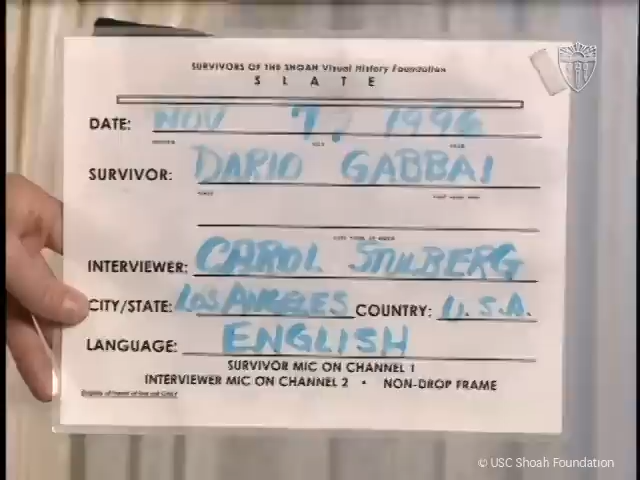 SURVIVORS OF THE SHOAH Visual History Foundation
SLATE
DATE: NOV 7, 1996
SURVIVOR: DARIO GABBAI
INTERVIEWER: CAROL STULBERG
CITY/STATE: LOS ANGELES COUNTRY: U.S.A.
LANGUAGE: ENGLISH
SURVIVOR MIC ON CHANNEL 1
INTERVIEWER MIC ON CHANNEL 2 • NON-DROP FRAME
© USC Shoah Foundation